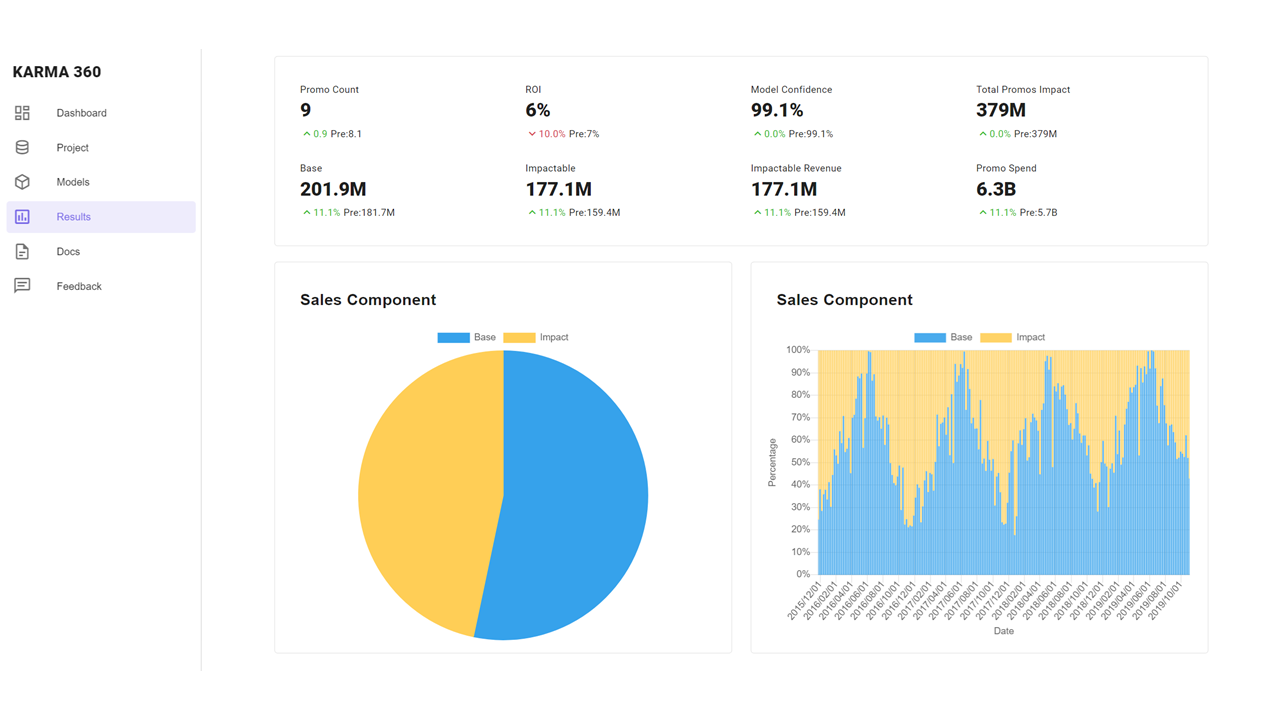 KARMA 360
Dashboard
Project
Models
Results
Docs
Feedback
Promo Count
9
0.9 Pre:8.1
ROI
6%
10.0% Pre:7%
Model Confidence
99.1%
0.0% Pre:99.1%
Total Promos Impact
379M
0.0% Pre:379M
Base
201.9M
11.1% Pre:181.7M
Impactable
177.1M
11.1% Pre:159.4M
Impactable Revenue
177.1M
11.1% Pre:159.4M
Promo Spend
6.3B
11.1% Pre:5.7B
Sales Component
Base Impact
Sales Component
Base Impact
100%
90%
80%
70%
60%
50%
40%
30%
20%
10%
0%
Percentage
2015/12/01
2016/02/01
2016/04/01
2016/06/01
2016/08/01
2016/10/01
2016/12/01
2017/02/01
2017/04/01
2017/06/01
2017/08/01
2017/10/01
2017/12/01
2018/02/01
2018/04/01
2018/06/01
2018/08/01
2018/10/01
2018/12/01
2019/02/01
2019/04/01
2019/06/01
2019/08/01
2019/10/01
Date